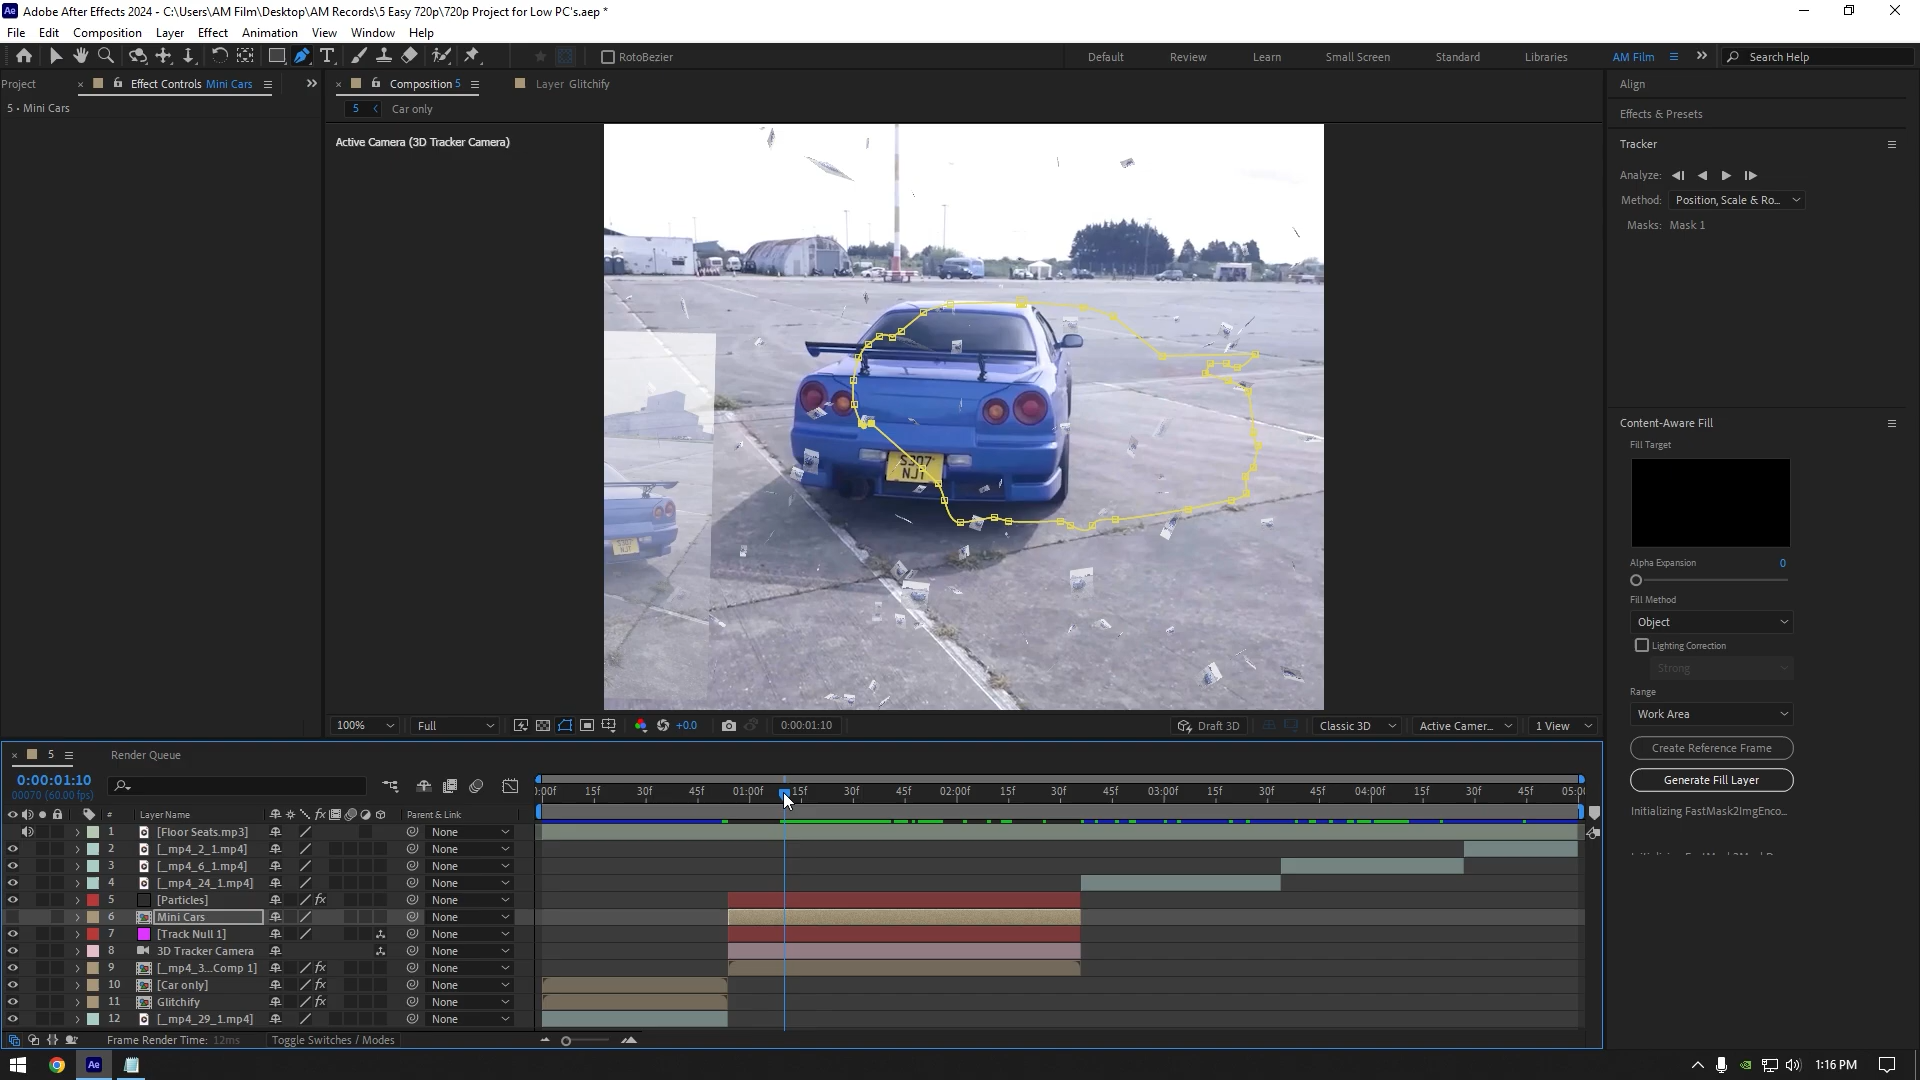 Adobe After Effects 2024 - C:\Users\AM Film\Desktop\AM Records\5 Easy 720p\720p Project for Low PC's.aep *
File Edit Composition Layer Effect Animation View Window Help
RotoBezier
Default Review Learn Small Screen Standard Libraries AM Film Search Help
Project Effect Controls Mini Cars Composition 5 Layer Glitchify
5 • Mini Cars
5 Car only
Active Camera (3D Tracker Camera)
S307
NJT
S307
NJT
100% Full +0.0 0:00:01:10 Draft 3D Classic 3D Active Camer... 1 View
Align
Effects & Presets
Tracker
Analyze:
Method: Position, Scale & Ro...
Masks: Mask 1
Content-Aware Fill
Fill Target
Alpha Expansion 0
Fill Method
Object
Lighting Correction
Strong
Range
Work Area
Create Reference Frame
Generate Fill Layer
Initializing FastMask2ImgEnco...
5 Render Queue
0:00:01:10
00070 (60.00 fps)
0:00f 15f 30f 45f 01:00f 15f 30f 45f 02:00f 15f 30f 45f 03:00f 15f 30f 45f 04:00f 15f 30f 45f 05:00
# Layer Name Parent & Link
1 [Floor Seats.mp3] None
2 [_mp4_2_1.mp4] None
3 [_mp4_6_1.mp4] None
4 [_mp4_24_1.mp4] None
5 [Particles] None
6 Mini Cars None
7 [Track Null 1] None
8 3D Tracker Camera None
9 [_mp4_3...Comp 1] None
10 [Car only] None
11 Glitchify None
12 [_mp4_29_1.mp4] None
Frame Render Time: 12ms Toggle Switches / Modes
Ae 1:16 PM